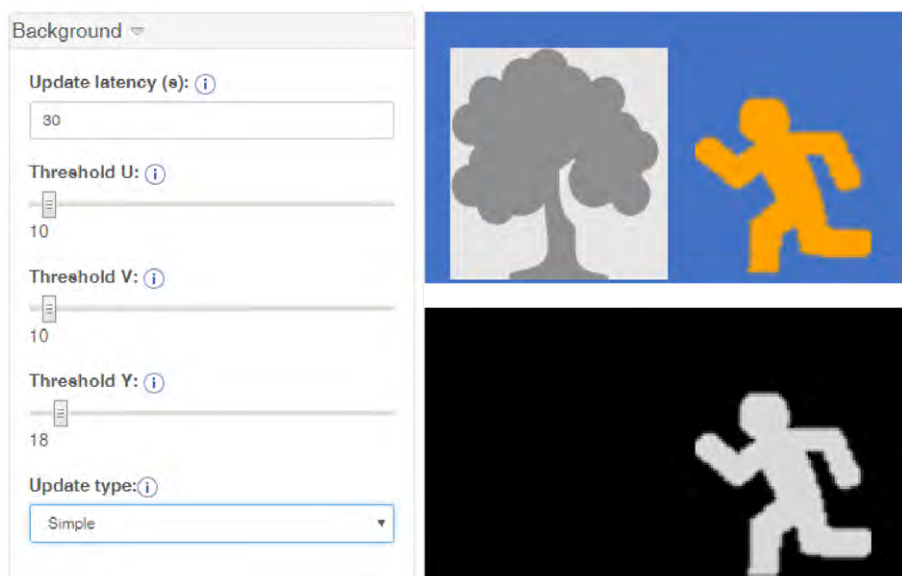 Background
Update latency (s):
30
Threshold U:
10
Threshold V:
10
Threshold Y:
18
Update type:
Simple